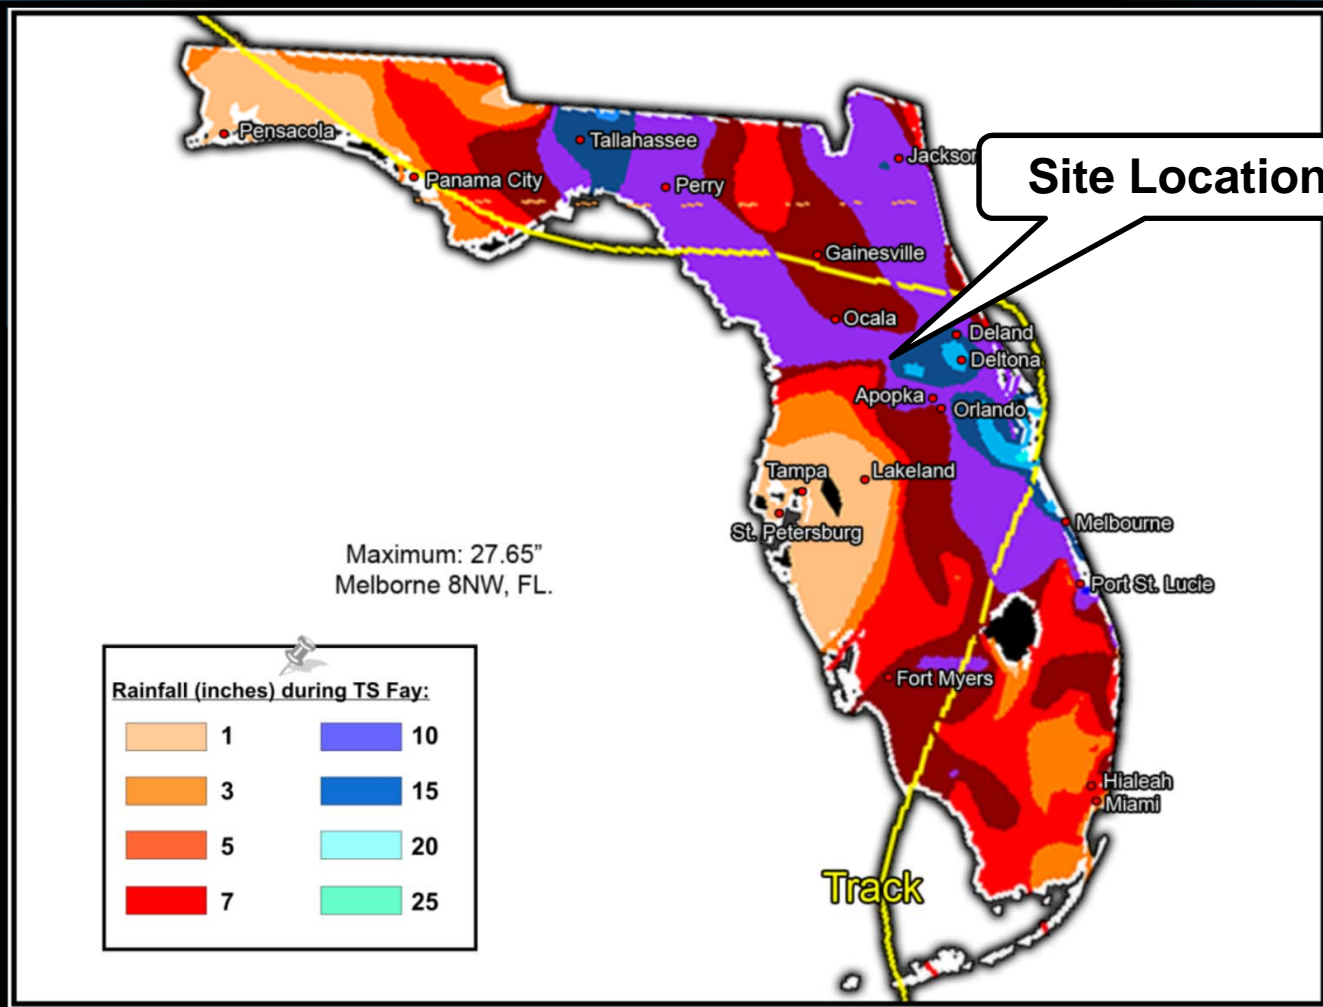 Pensacola
Tallahassee
Jackson
Site Location
Panama City
Perry
Gainesville
Ocala
Deland
Deltona
Apopka
Orlando
Tampa
Lakeland
St. Petersburg
Melbourne
Maximum: 27.65”
Melborne 8NW, FL.
Port St. Lucie
Fort Myers
Rainfall (inches) during TS Fay:
1 10
3 15
5 20
7 25
Hialeah
Miami
Track